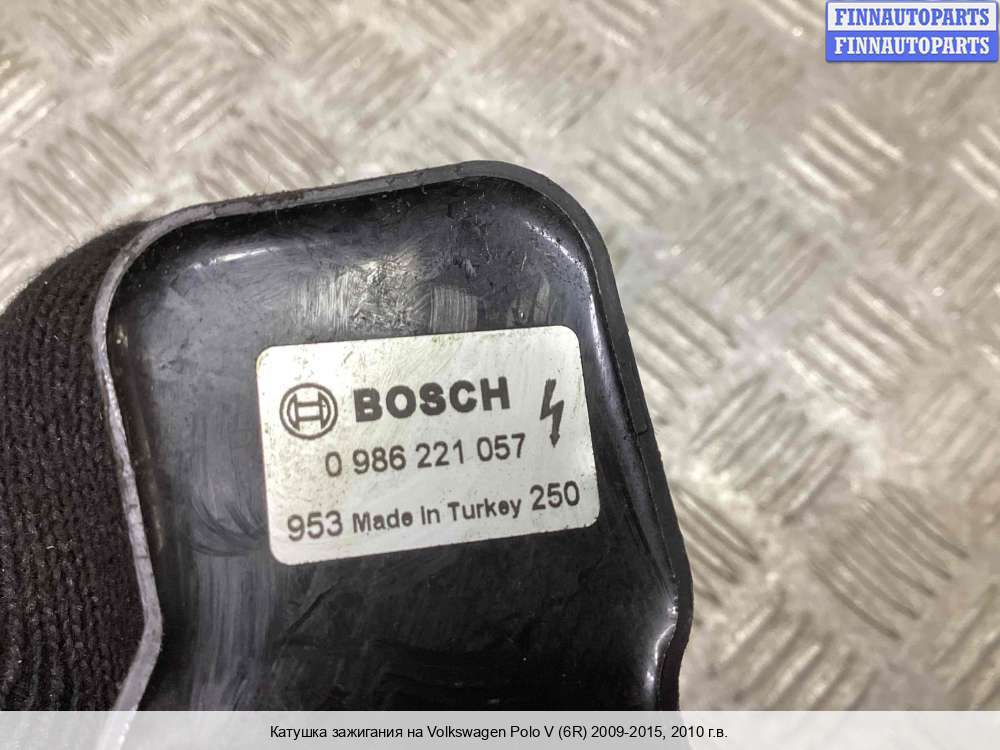 FINNAUTOPARTS
FINNAUTOPARTS
BOSCH
0 986 221 057
953 Made in Turkey 250
Катушка зажигания на Volkswagen Polo V (6R) 2009-2015, 2010 г.в.